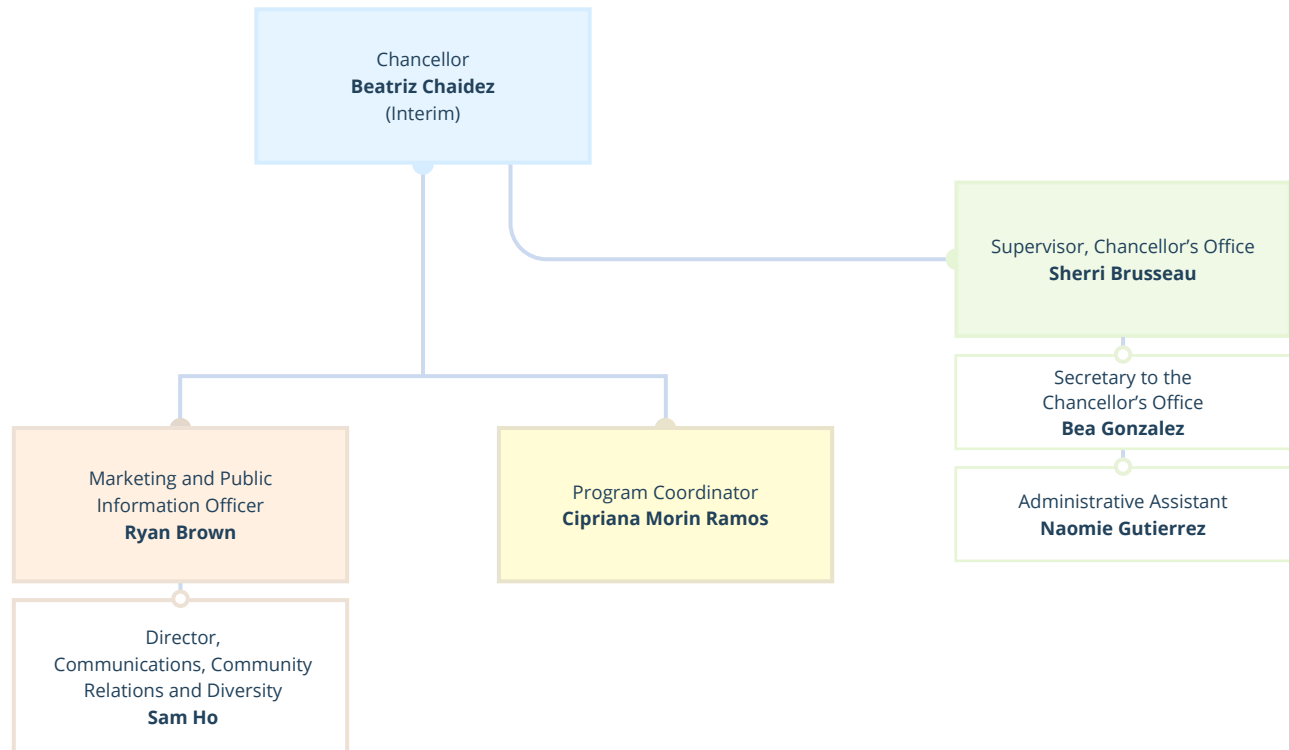 Chancellor
Beatriz Chaidez
(Interim)
Supervisor, Chancellor’s Office
Sherri Brusseau
Secretary to the
Chancellor’s Office
Bea Gonzalez
Administrative Assistant
Naomie Gutierrez
Marketing and Public
Information Officer
Ryan Brown
Program Coordinator
Cipriana Morin Ramos
Director,
Communications, Community
Relations and Diversity
Sam Ho